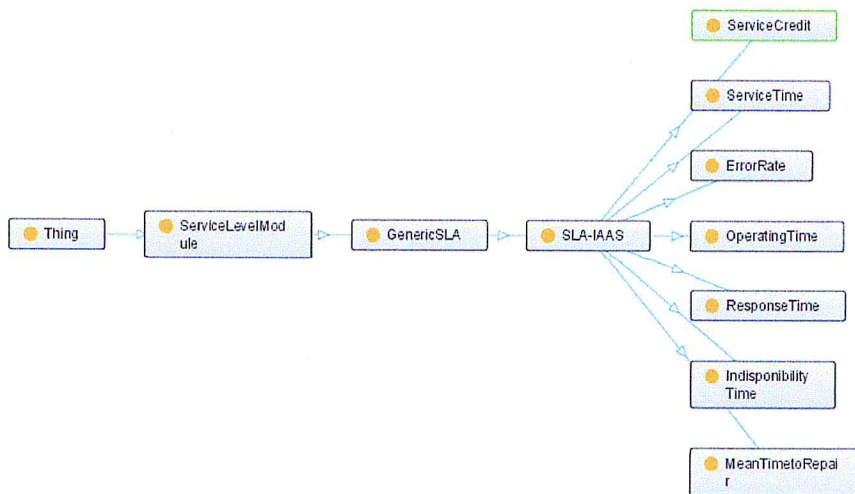 ServiceCredit
ServiceTime
ErrorRate
Thing
ServiceLevelMod
ule
GenericSLA
SLA-IAAS
OperatingTime
ResponseTime
Indisponibility
Time
MeanTimetoRepai
r